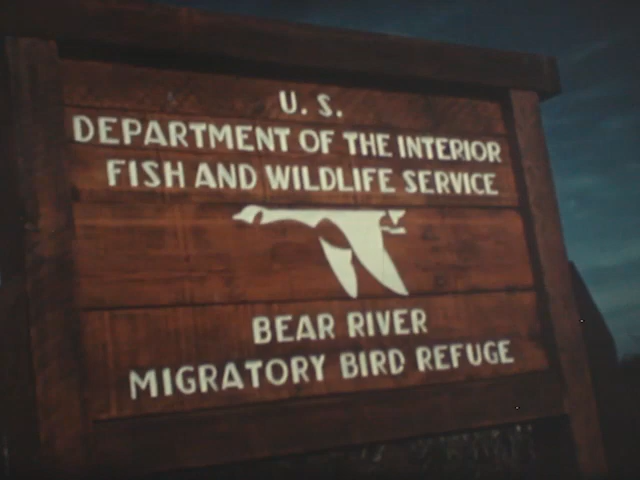 U. S.
DEPARTMENT OF THE INTERIOR
FISH AND WILDLIFE SERVICE
BEAR RIVER
MIGRATORY BIRD REFUGE